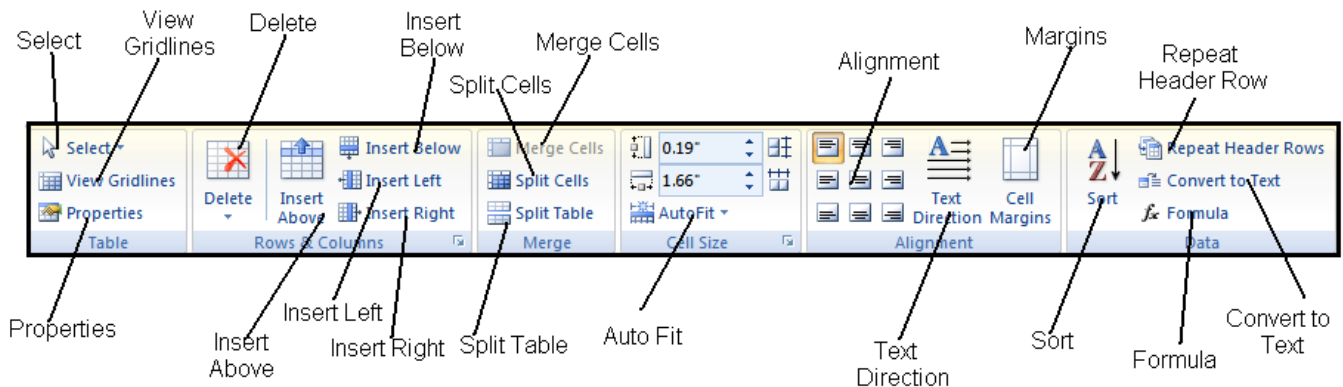 View
Gridlines
Select
Delete
Insert
Below
Merge Cells
Split Cells
Alignment
Margins
Repeat
Header Row
Select
View Gridlines
Properties
Table
Delete
Insert
Above
Insert Below
Insert Left
Insert Right
Rows & Columns
Merge Cells
Split Cells
Split Table
Merge
0.19"
1.66"
AutoFit
Cell Size
A
Text
Direction
Cell
Margins
Alignment
A
Z
Sort
Repeat Header Rows
Convert to Text
fx Formula
Data
Properties
Insert
Above
Insert Left
Insert Right
Split Table
Auto Fit
Text
Direction
Sort
Formula
Convert to
Text